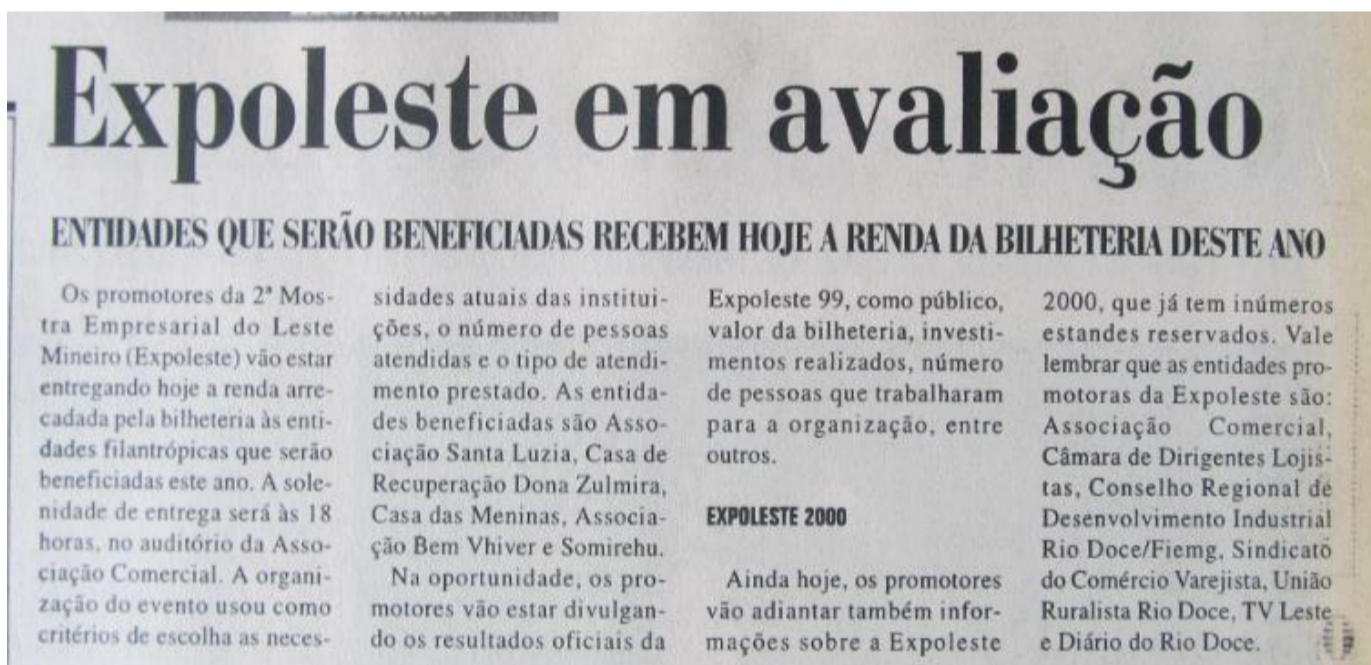 Expoleste em avaliação
ENTIDADES QUE SERÃO BENEFICIADAS RECEBEM HOJE A RENDA DA BILHETERIA DESTE ANO
Os promotores da 2ª Mos-
tra Empresarial do Leste
Mineiro (Expoleste) vão estar
entregando hoje a renda arre-
cadada pela bilheteria às enti-
dades filantrópicas que serão
beneficiadas este ano. A sole-
nidade de entrega será às 18
horas, no auditório da Asso-
ciação Comercial. A organi-
zação do evento usou como
critérios de escolha as neces-
sidades atuais das institui-
ções, o número de pessoas
atendidas e o tipo de atendi-
mento prestado. As entida-
des beneficiadas são Asso-
ciação Santa Luzia, Casa de
Recuperação Dona Zulmira,
Casa das Meninas, Associa-
ção Bem Vhiver e Somirehu.
Na oportunidade, os pro-
motores vão estar divulgan-
do os resultados oficiais da
Expoleste 99, como público,
valor da bilheteria, investi-
mentos realizados, número
de pessoas que trabalharam
para a organização, entre
outros.
EXPOLESTE 2000
Ainda hoje, os promotores
vão adiantar também infor-
mações sobre a Expoleste
2000, que já tem inúmeros
estandes reservados. Vale
lembrar que as entidades pro-
motoras da Expoleste são:
Associação Comercial,
Câmara de Dirigentes Lojis-
tas, Conselho Regional de
Desenvolvimento Industrial
Rio Doce/Fiemg, Sindicato
do Comércio Varejista, União
Ruralista Rio Doce, TV Leste
e Diário do Rio Doce.